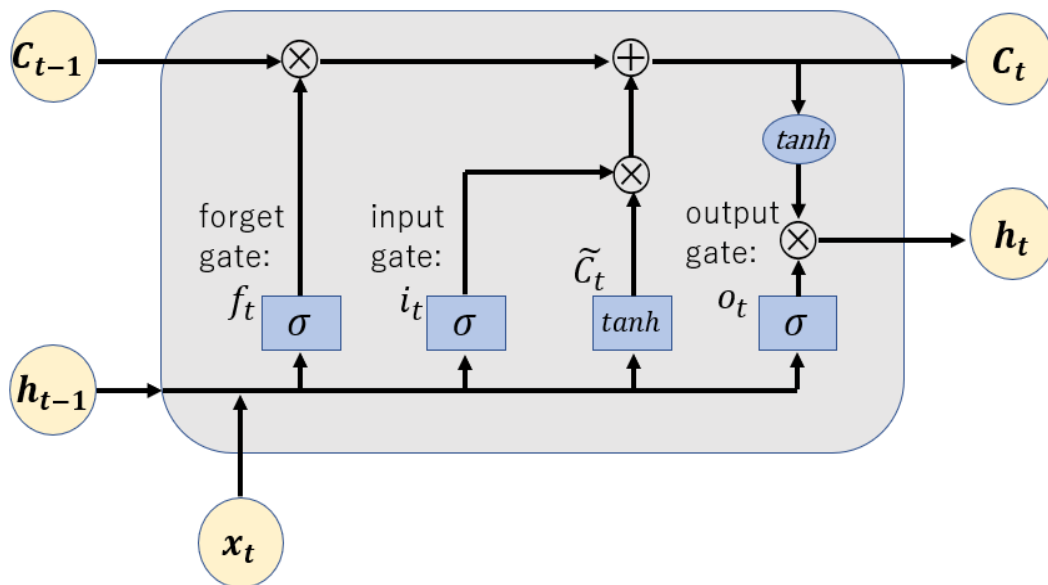 C_{t-1}
×
+
C_t
tanh
forget
gate:
f_t
input
gate:
i_t
×
C̃_t
output
gate:
o_t
×
h_t
σ
σ
tanh
σ
h_{t-1}
x_t